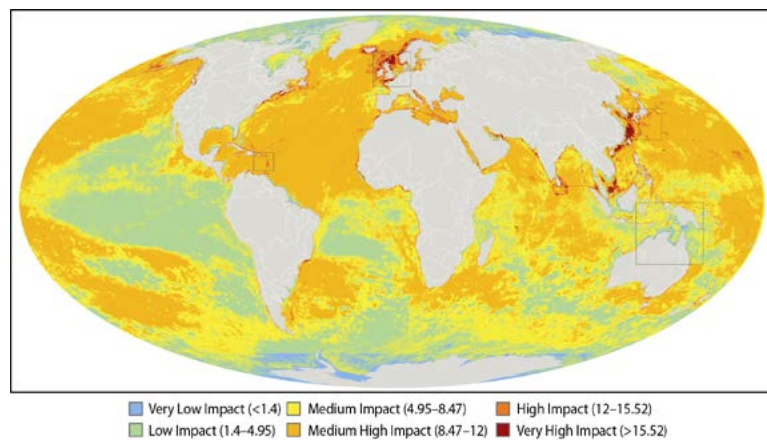 Very Low Impact (<1.4) Medium Impact (4.95–8.47) High Impact (12–15.52)
Low Impact (1.4–4.95) Medium High Impact (8.47–12) Very High Impact (>15.52)